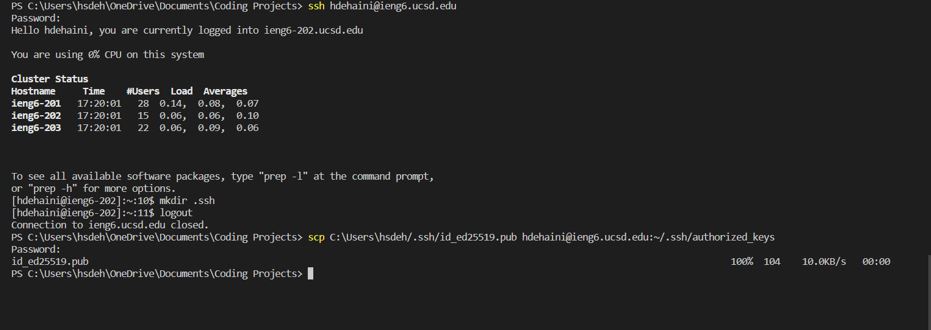 PS C:\Users\hsdeh\OneDrive\Documents\Coding Projects> ssh hdehaini@ieng6.ucsd.edu
Password:
Hello hdehaini, you are currently logged into ieng6-202.ucsd.edu
You are using 0% CPU on this system
Cluster Status
Hostname Time #Users Load Averages
ieng6-201 17:20:01 28 0.14, 0.08, 0.07
ieng6-202 17:20:01 15 0.06, 0.06, 0.10
ieng6-203 17:20:01 22 0.06, 0.09, 0.06
To see all available software packages, type "prep -l" at the command prompt,
or "prep -h" for more options.
[hdehaini@ieng6-202]:~:10$ mkdir .ssh
[hdehaini@ieng6-202]:~:11$ logout
Connection to ieng6.ucsd.edu closed.
PS C:\Users\hsdeh\OneDrive\Documents\Coding Projects> scp C:\Users\hsdeh/.ssh/id_ed25519.pub hdehaini@ieng6.ucsd.edu:~/.ssh/authorized_keys
Password:
id_ed25519.pub 100% 104 10.0KB/s 00:00
PS C:\Users\hsdeh\OneDrive\Documents\Coding Projects>